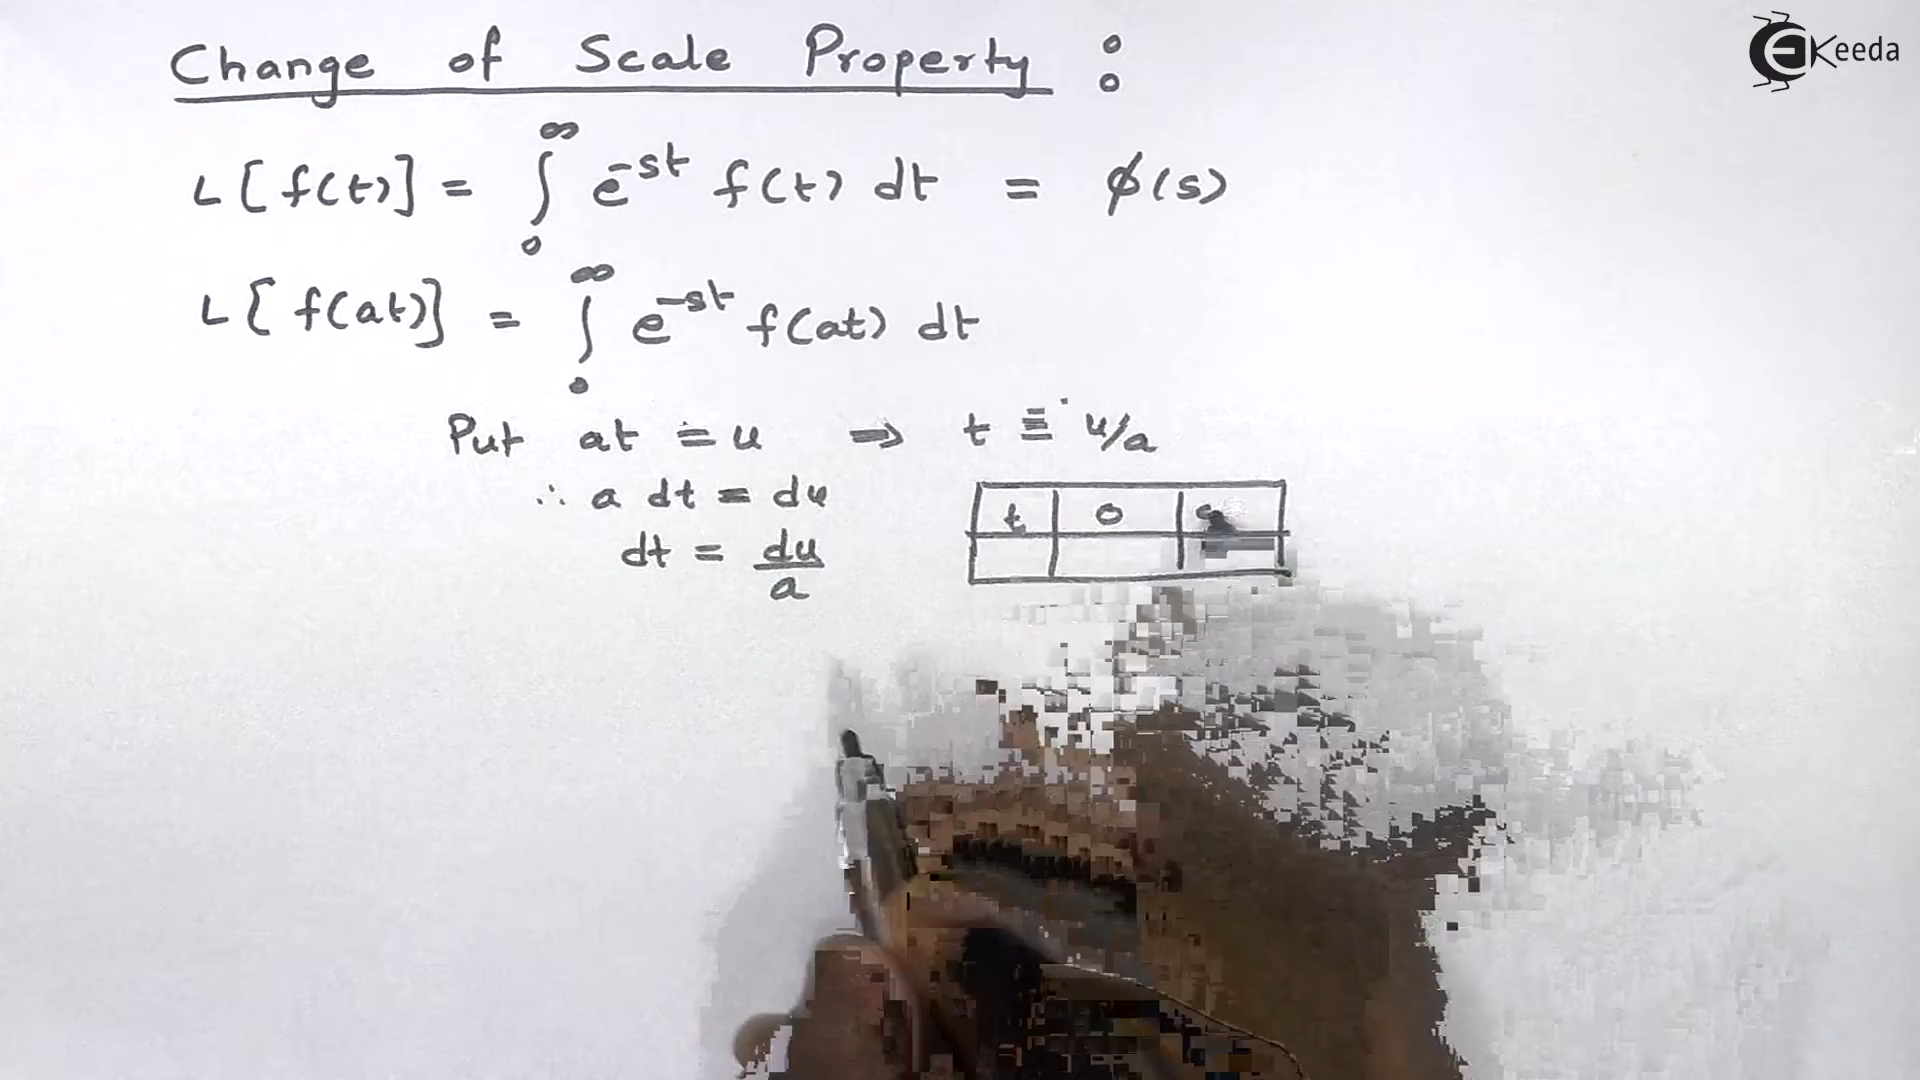 Change of Scale Property :
EKeeda
L[f(t)] = ∫₀^∞ e^-st f(t) dt = ϕ(s)
L[f(at)] = ∫₀^∞ e^-st f(at) dt
Put at = u ⇒ t = u/a
∴ a dt = du
dt = du/a
t 0